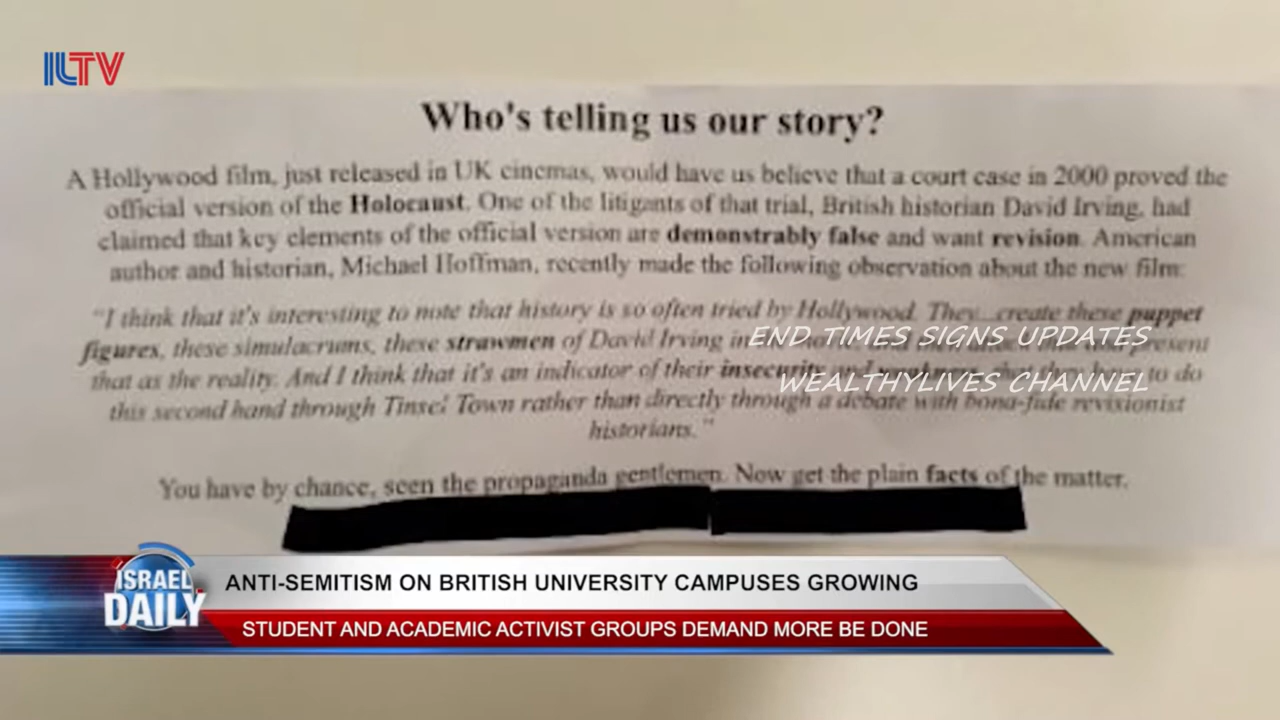 ILTV
Who's telling us our story?
A Hollywood film, just released in UK cinemas, would have us believe that a court case in 2000 proved the
official version of the Holocaust. One of the litigants of that trial, British historian David Irving, had
claimed that key elements of the official version are demonstrably false and want revision. American
author and historian, Michael Hoffman, recently made the following observation about the new film:
"I think that it's interesting to note that history is so often tried by Hollywood. They...create these puppet
figures, these simulacrums, these strawmen of David Irving in present
END TIMES SIGNS UPDATES
that as the reality. And I think that it's an indicator of their to do
WEALTHYLIVES CHANNEL
this second hand through Tinsel Town rather than directly through a debate with bona-fide revisionist
historians."
You have by chance, seen the propaganda gentlemen. Now get the plain facts of the matter.
ISRAEL
DAILY
ANTI-SEMITISM ON BRITISH UNIVERSITY CAMPUSES GROWING
STUDENT AND ACADEMIC ACTIVIST GROUPS DEMAND MORE BE DONE